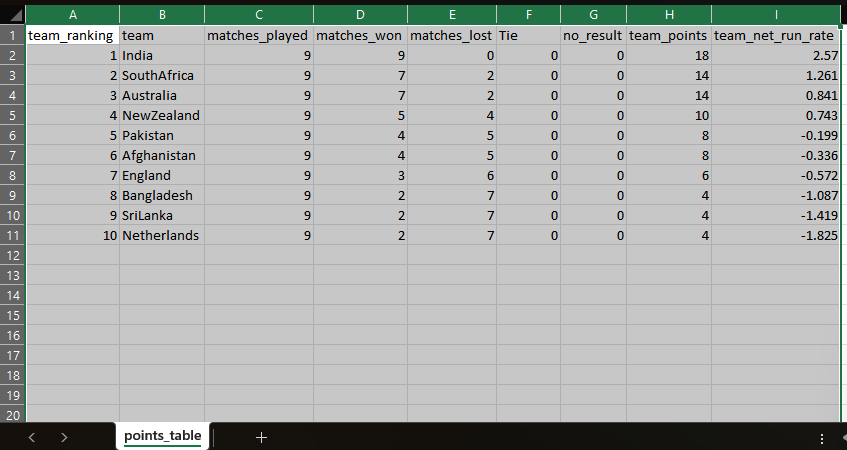 A B C D E F G H I
1 team_ranking team matches_played matches_won matches_lost Tie no_result team_points team_net_run_rate
2 1 India 9 9 0 0 0 18 2.57
3 2 SouthAfrica 9 7 2 0 0 14 1.261
4 3 Australia 9 7 2 0 0 14 0.841
5 4 NewZealand 9 5 4 0 0 10 0.743
6 5 Pakistan 9 4 5 0 0 8 -0.199
7 6 Afghanistan 9 4 5 0 0 8 -0.336
8 7 England 9 3 6 0 0 6 -0.572
9 8 Bangladesh 9 2 7 0 0 4 -1.087
10 9 SriLanka 9 2 7 0 0 4 -1.419
11 10 Netherlands 9 2 7 0 0 4 -1.825
12
13
14
15
16
17
18
19
20
points_table